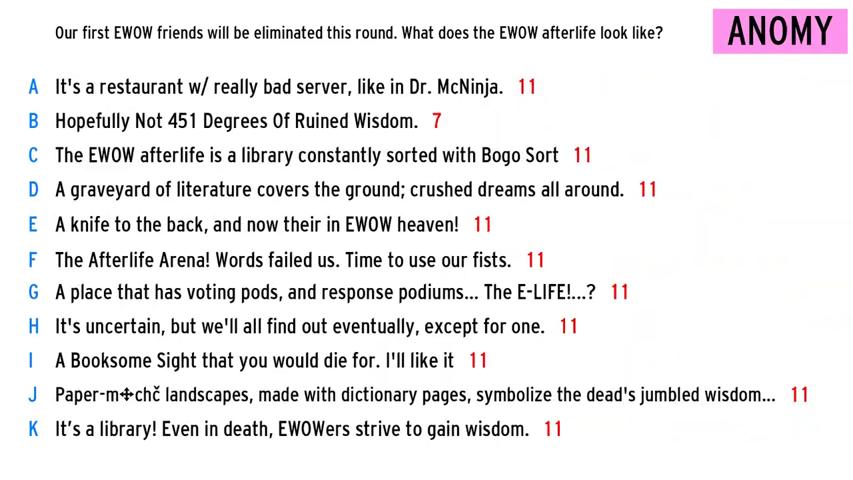 Our first EWOW friends will be eliminated this round. What does the EWOW afterlife look like?
ANOMY
A It's a restaurant w/ really bad server, like in Dr. McNinja. 11
B Hopefully Not 451 Degrees Of Ruined Wisdom. 7
C The EWOW afterlife is a library constantly sorted with Bogo Sort 11
D A graveyard of literature covers the ground; crushed dreams all around. 11
E A knife to the back, and now their in EWOW heaven! 11
F The Afterlife Arena! Words failed us. Time to use our fists. 11
G A place that has voting pods, and response podiums... The E-LIFE!...? 11
H It's uncertain, but we'll all find out eventually, except for one. 11
I A Booksome Sight that you would die for. I'll like it 11
J Paper-m✣chč landscapes, made with dictionary pages, symbolize the dead's jumbled wisdom... 11
K It’s a library! Even in death, EWOWers strive to gain wisdom. 11